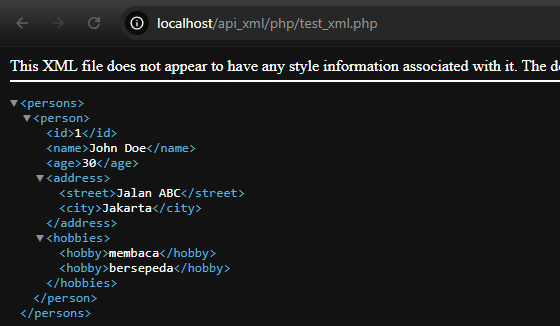 localhost/api_xml/php/test_xml.php
This XML file does not appear to have any style information associated with it. The
<persons>
<person>
<id>1</id>
<name>John Doe</name>
<age>30</age>
<address>
<street>Jalan ABC</street>
<city>Jakarta</city>
</address>
<hobbies>
<hobby>membaca</hobby>
<hobby>bersepeda</hobby>
</hobbies>
</person>
</persons>